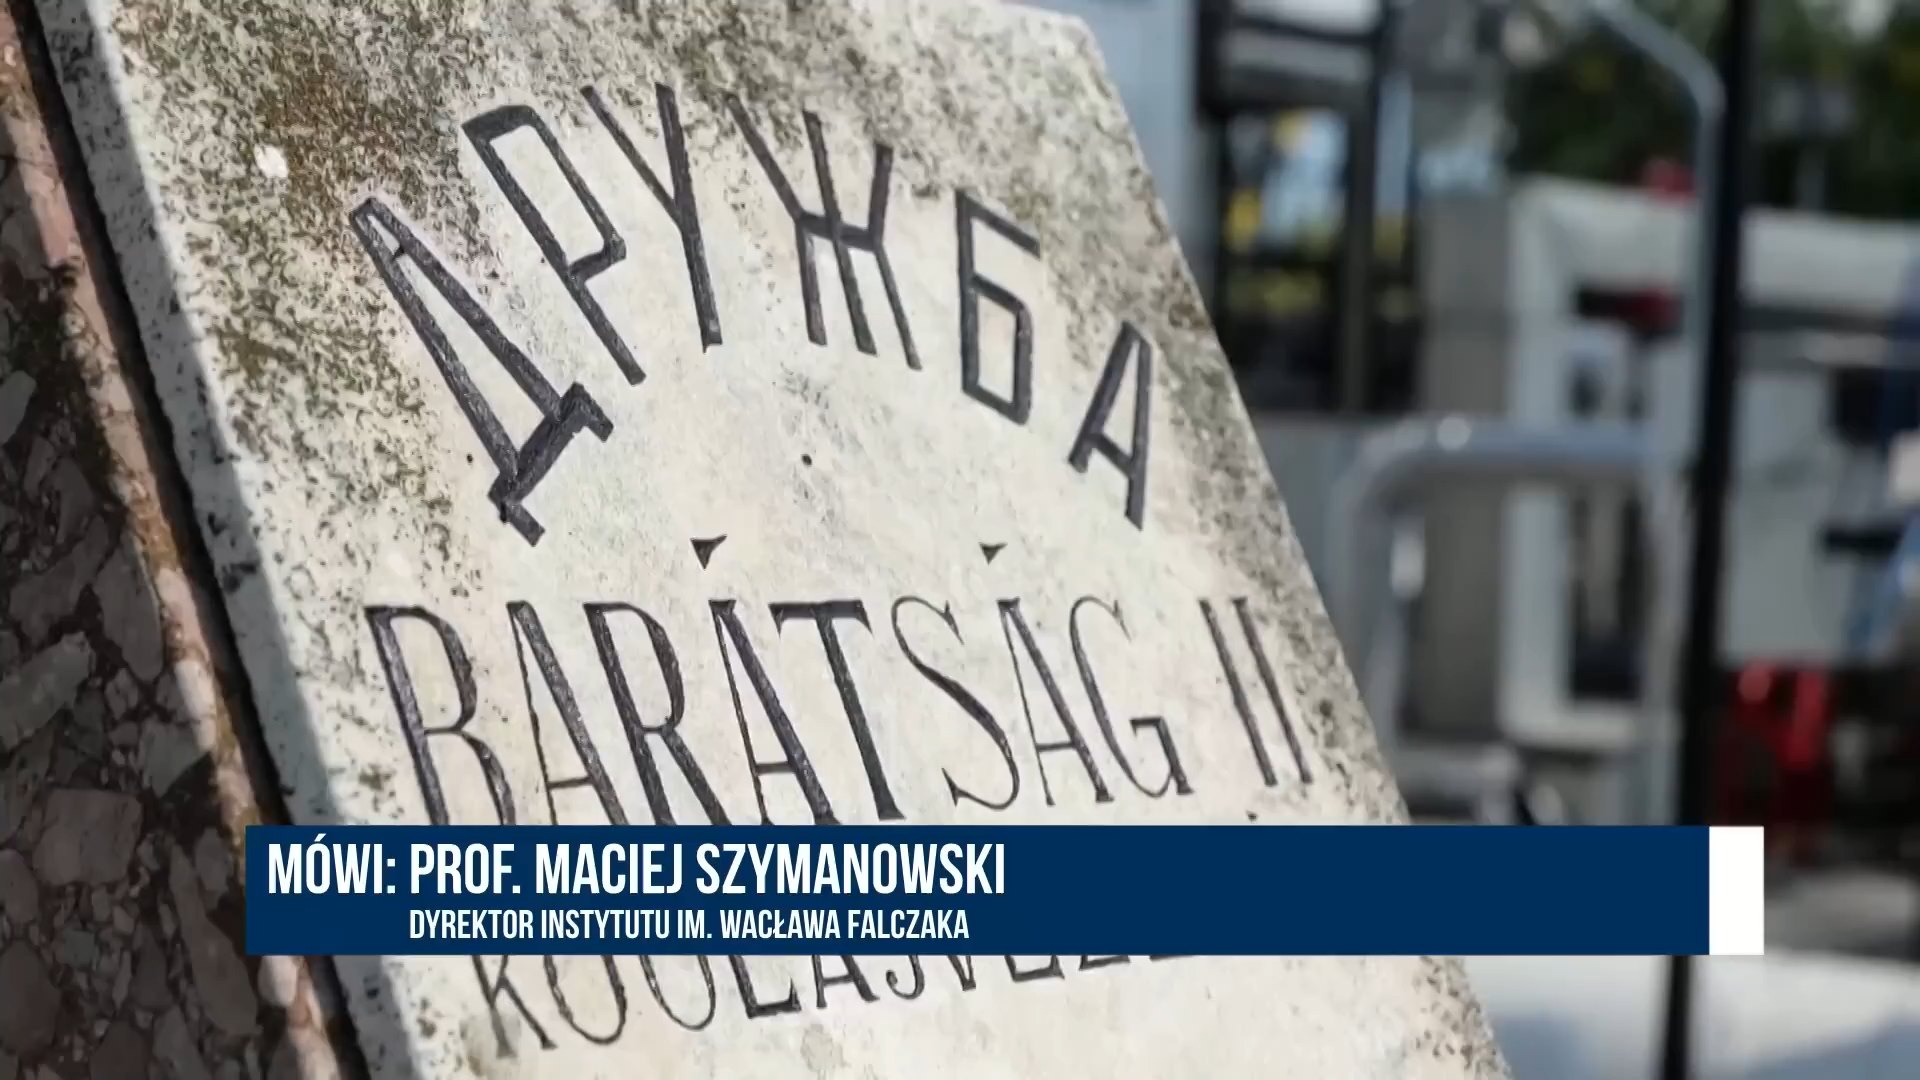 ДРУЖБА
BARÁTSÁG II
MÓWI: PROF. MACIEJ SZYMANOWSKI
DYREKTOR INSTYTUTU IM. WACŁAWA FALCZAKA